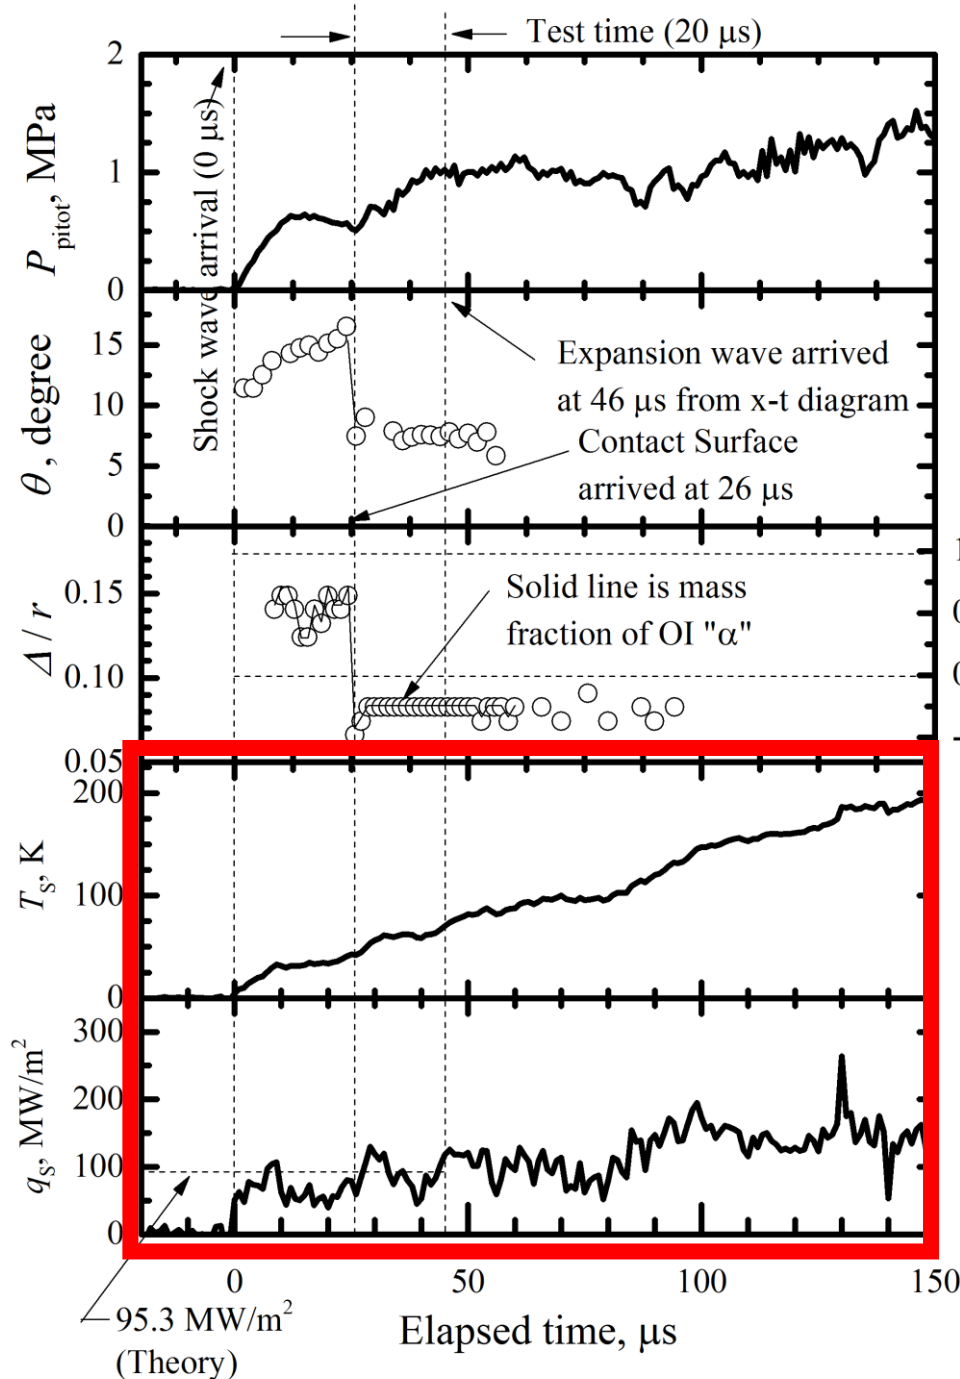 Test time (20 μs)
2
1
0
P_pitot, MPa
Shock wave arrival (0 μs)
15
10
5
0
θ, degree
Expansion wave arrived
at 46 μs from x-t diagram
Contact Surface
arrived at 26 μs
0.15
0.10
0.05
Δ / r
Solid line is mass
fraction of OI "α"
1
0
0
-
200
100
0
T_S, K
300
200
100
0
q_S, MW/m²
0
50
100
150
95.3 MW/m²
(Theory)
Elapsed time, μs